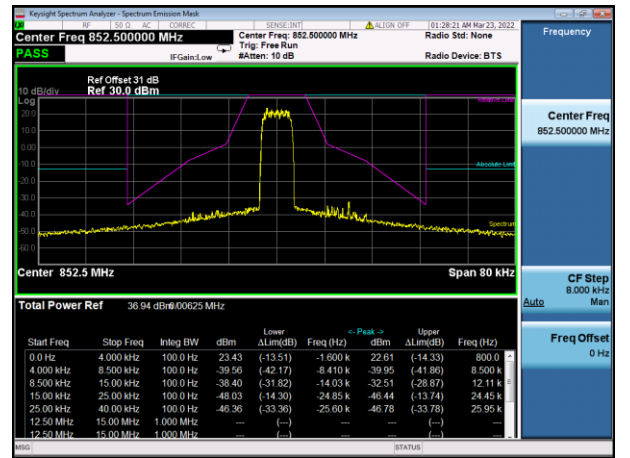 Keysight Spectrum Analyzer - Spectrum Emission Mask
RF 50 Ω AC CORREC SENSE:INT ALIGN OFF 01:28:21 AM Mar 23, 2022
Center Freq 852.500000 MHz Center Freq: 852.500000 MHz Radio Std: None
PASS Trig: Free Run
IFGain:Low #Atten: 10 dB Radio Device: BTS
Ref Offset 31 dB
10 dB/div Ref 30.0 dBm
Log
Relative Limit
20.0
10.0
0.00
-10.0
Absolute Limit
-20.0
-30.0
-40.0
Spectrum
-50.0
-60.0
Center 852.5 MHz Span 80 kHz
Total Power Ref 36.94 dBm/0.00625 MHz
Lower <- Peak -> Upper
Start Freq Stop Freq Integ BW dBm ΔLim(dB) Freq (Hz) dBm ΔLim(dB) Freq (Hz)
0.0 Hz 4.000 kHz 100.0 Hz 23.43 (-13.51) -1.600 k 22.61 (-14.33) 800.0
4.000 kHz 8.500 kHz 100.0 Hz -39.56 (-42.17) -8.410 k -39.95 (-41.86) 8.500 k
8.500 kHz 15.00 kHz 100.0 Hz -38.40 (-31.82) -14.03 k -32.51 (-28.87) 12.11 k
15.00 kHz 25.00 kHz 100.0 Hz -48.03 (-14.30) -24.85 k -46.44 (-13.74) 24.45 k
25.00 kHz 40.00 kHz 100.0 Hz -46.36 (-33.36) -25.60 k -46.78 (-33.78) 25.95 k
12.50 MHz 15.00 MHz 1.000 MHz --- (---) --- --- (---) ---
12.50 MHz 15.00 MHz 1.000 MHz --- (---) --- --- (---) ---
MSG STATUS
Frequency
Center Freq
852.500000 MHz
CF Step
8.000 kHz
Auto Man
Freq Offset
0 Hz